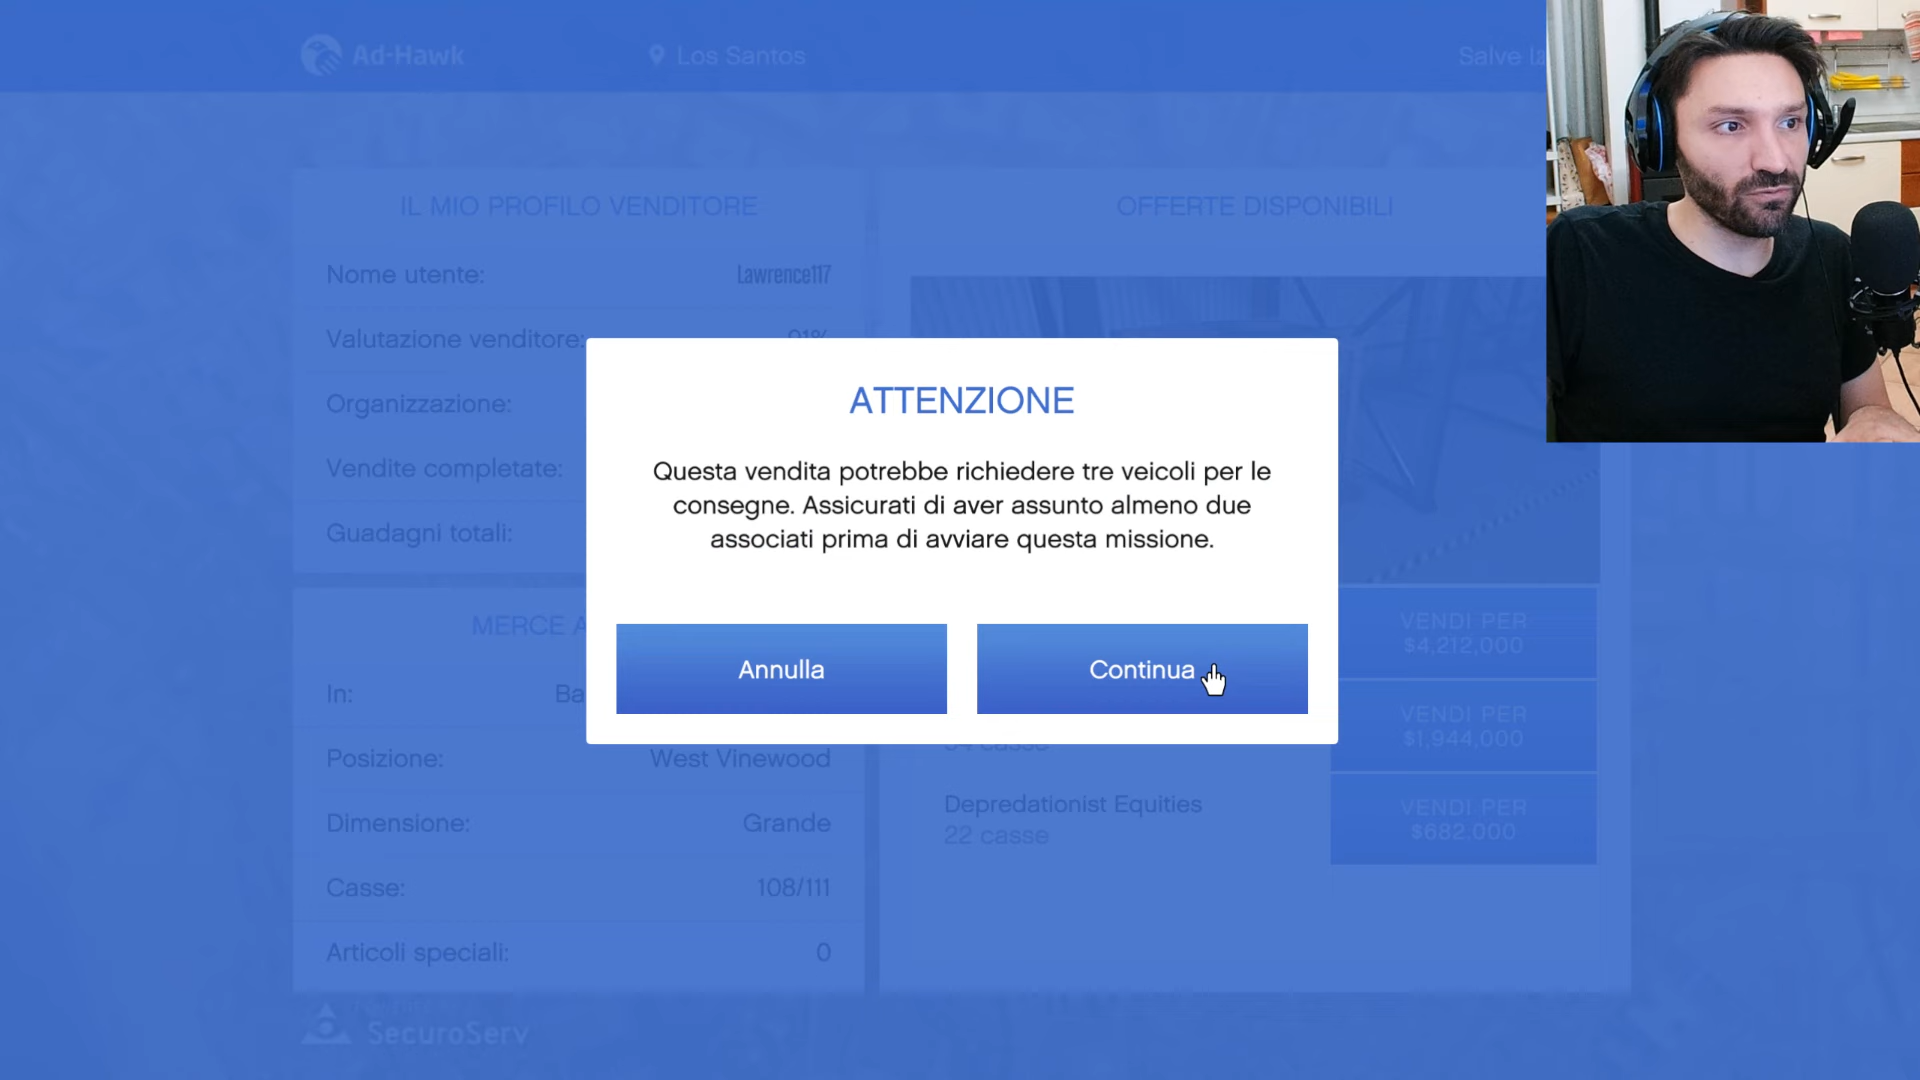 Ad-Hawk
Los Santos
Salve
IL MIO PROFILO VENDITORE
Nome utente: Lawrence117
Valutazione venditore: 91%
Organizzazione:
Vendite completate:
Guadagni totali:
MERCE
In:
Posizione: West Vinewood
Dimensione: Grande
Casse: 108/111
Articoli speciali: 0
SecuroServ
OFFERTE DISPONIBILI
VENDI PER
$4,212,000
VENDI PER
$1,944,000
Depredationist Equities
22 casse
VENDI PER
$682,000
ATTENZIONE
Questa vendita potrebbe richiedere tre veicoli per le
consegne. Assicurati di aver assunto almeno due
associati prima di avviare questa missione.
Annulla
Continua